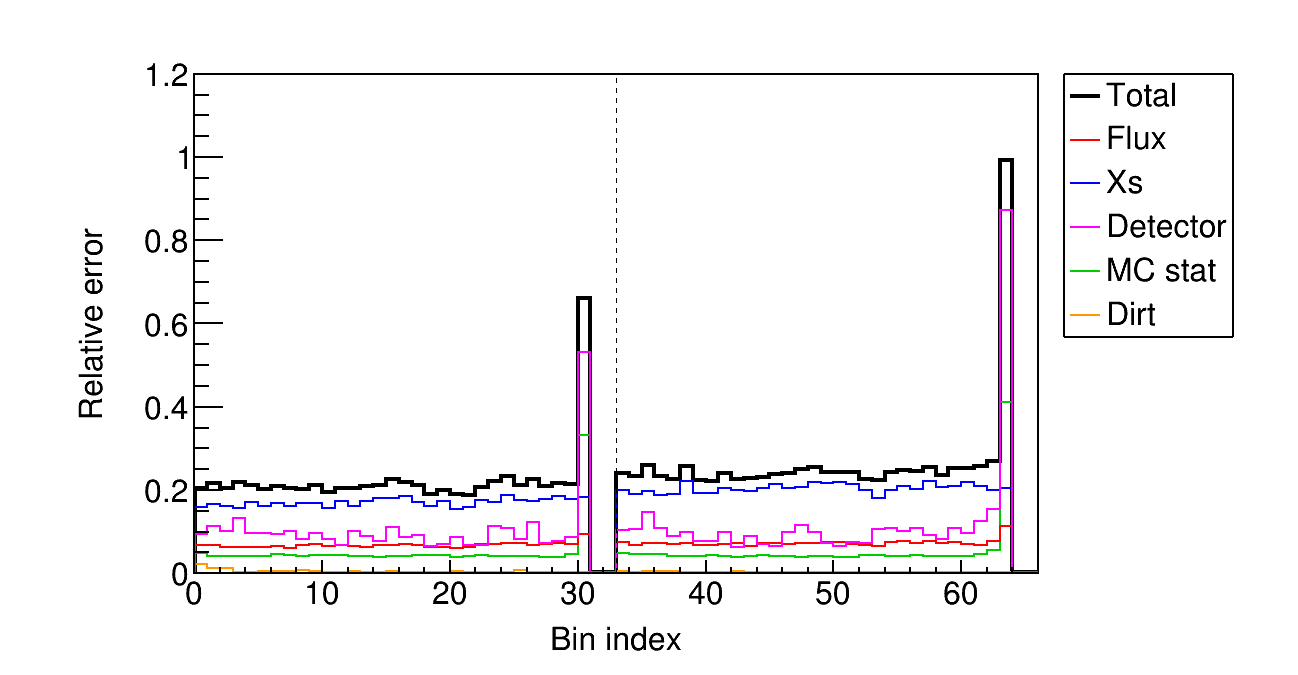 1.2
1
0.8
0.6
0.4
0.2
0
Relative error
0 10 20 30 40 50 60
Bin index
Total
Flux
Xs
Detector
MC stat
Dirt